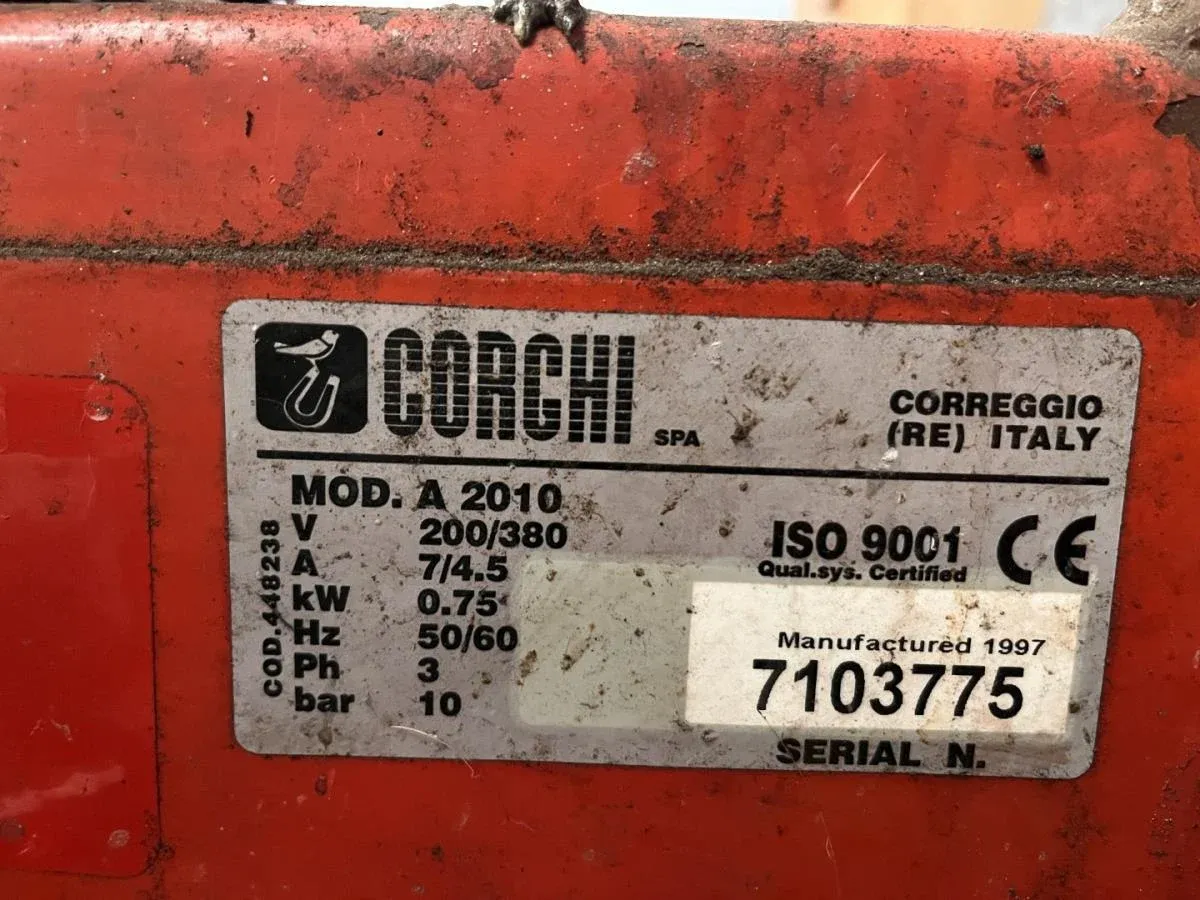 CORGHI SPA
CORREGGIO
(RE) ITALY
MOD. A 2010
V 200/380
A 7/4.5
kW 0.75
Hz 50/60
Ph 3
bar 10
COD.448238
ISO 9001 CE
Qual.sys. Certified
Manufactured 1997
7103775
SERIAL N.